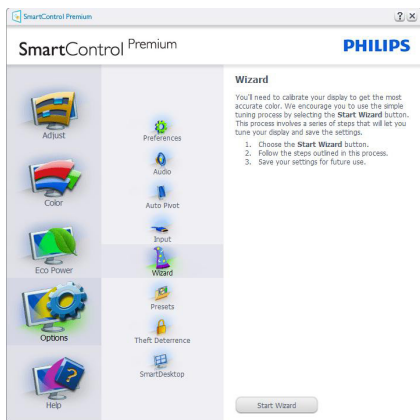 SmartControl Premium
SmartControl Premium
PHILIPS
Adjust
Color
Eco Power
Options
Help
Preferences
Audio
Auto Pivot
Input
Wizard
Presets
Theft Deterrence
SmartDesktop
Wizard
You'll need to calibrate your display to get the most
accurate color. We encourage you to use the simple
tuning process by selecting the Start Wizard button.
This process involves a series of steps that will let you
tune your display and save the settings.
1. Choose the Start Wizard button.
2. Follow the steps outlined in this process.
3. Save your settings for future use.
Start Wizard